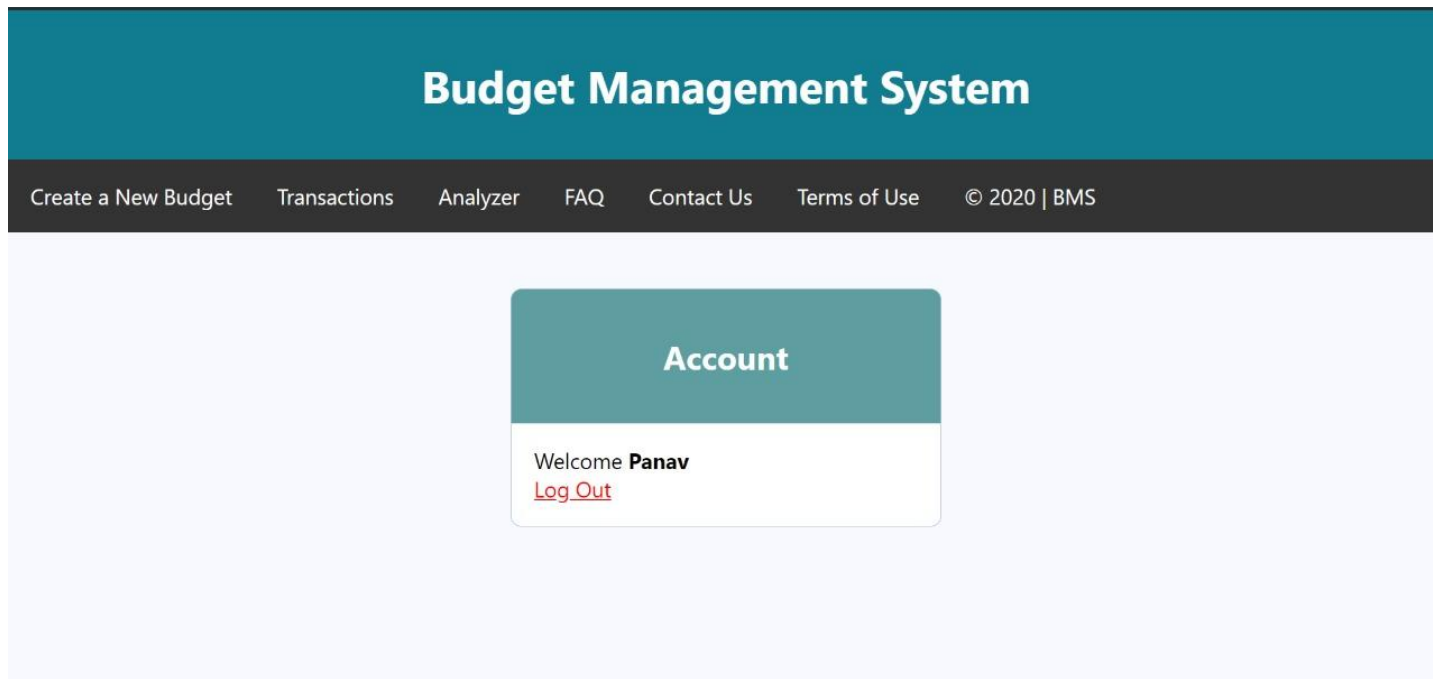 Budget Management System
Create a New Budget Transactions Analyzer FAQ Contact Us Terms of Use © 2020 | BMS
Account
Welcome Panav
Log Out